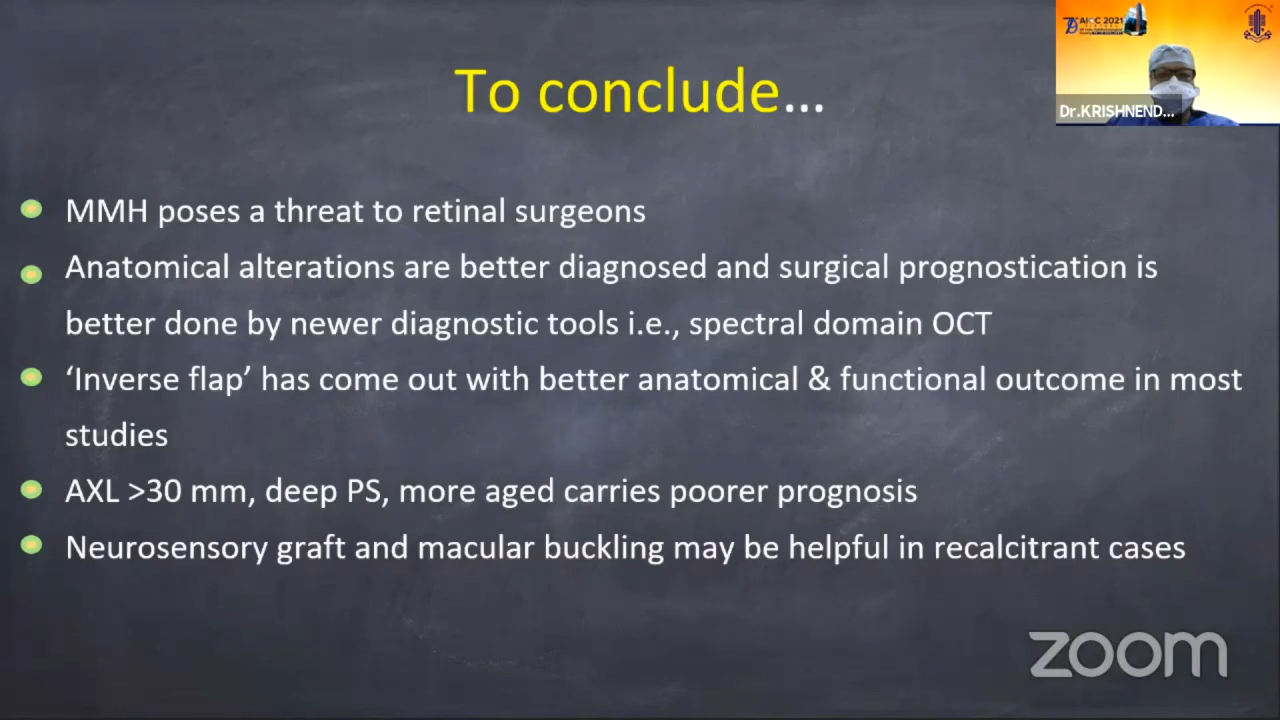 AIOC 2021
To conclude...
Dr.KRISHNEND...
MMH poses a threat to retinal surgeons
Anatomical alterations are better diagnosed and surgical prognostication is
better done by newer diagnostic tools i.e., spectral domain OCT
‘Inverse flap’ has come out with better anatomical & functional outcome in most
studies
AXL >30 mm, deep PS, more aged carries poorer prognosis
Neurosensory graft and macular buckling may be helpful in recalcitrant cases
zoom